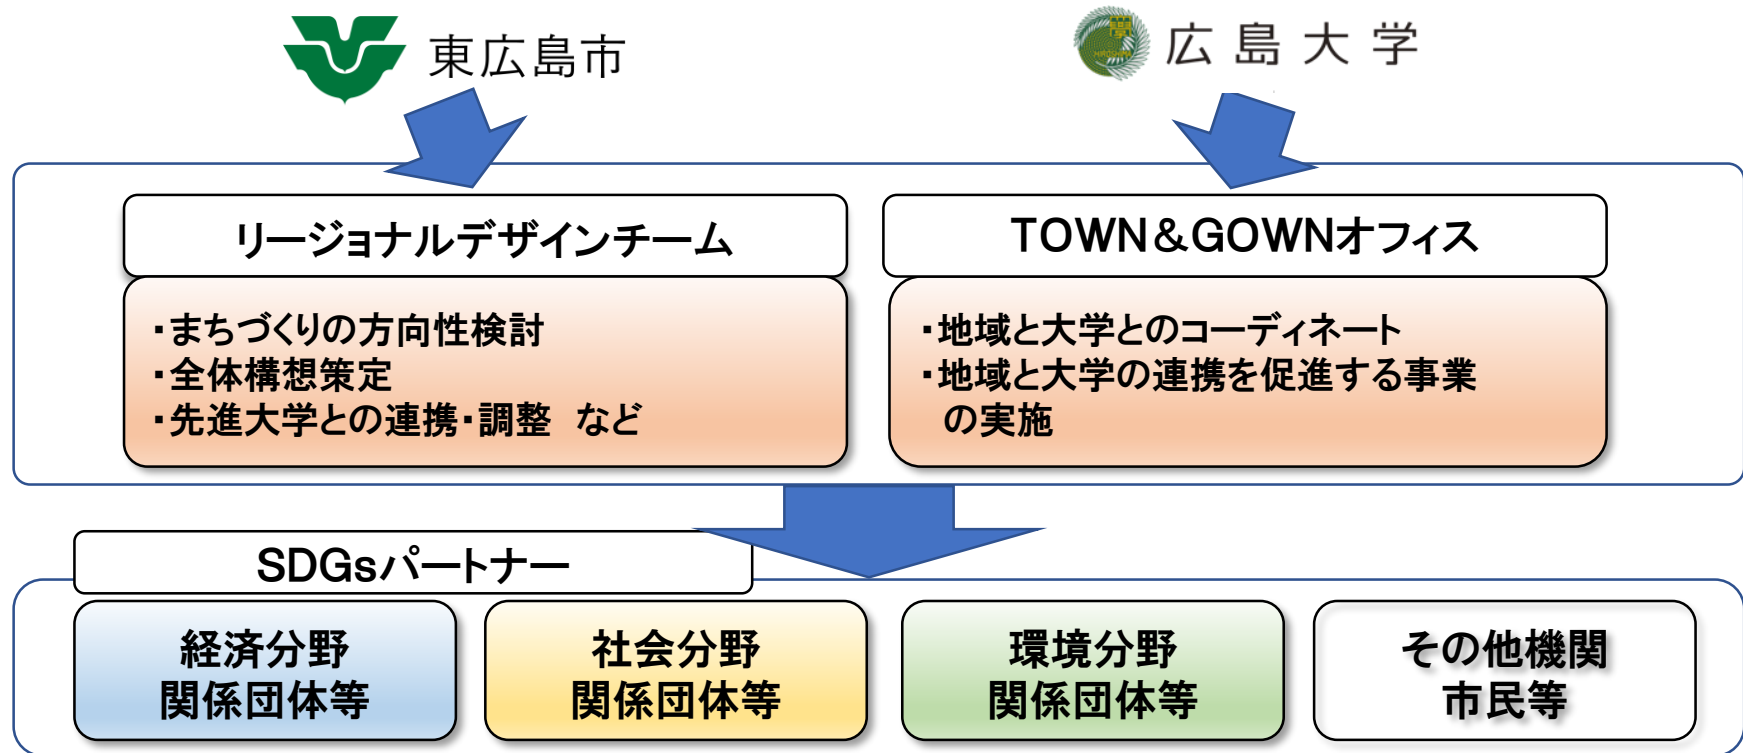 東広島市
広島大学
リージョナルデザインチーム
・まちづくりの方向性検討
・全体構想策定
・先進大学との連携・調整　など
TOWN＆GOWNオフィス
・地域と大学とのコーディネート
・地域と大学の連携を促進する事業
の実施
SDGsパートナー
経済分野
関係団体等
社会分野
関係団体等
環境分野
関係団体等
その他機関
市民等